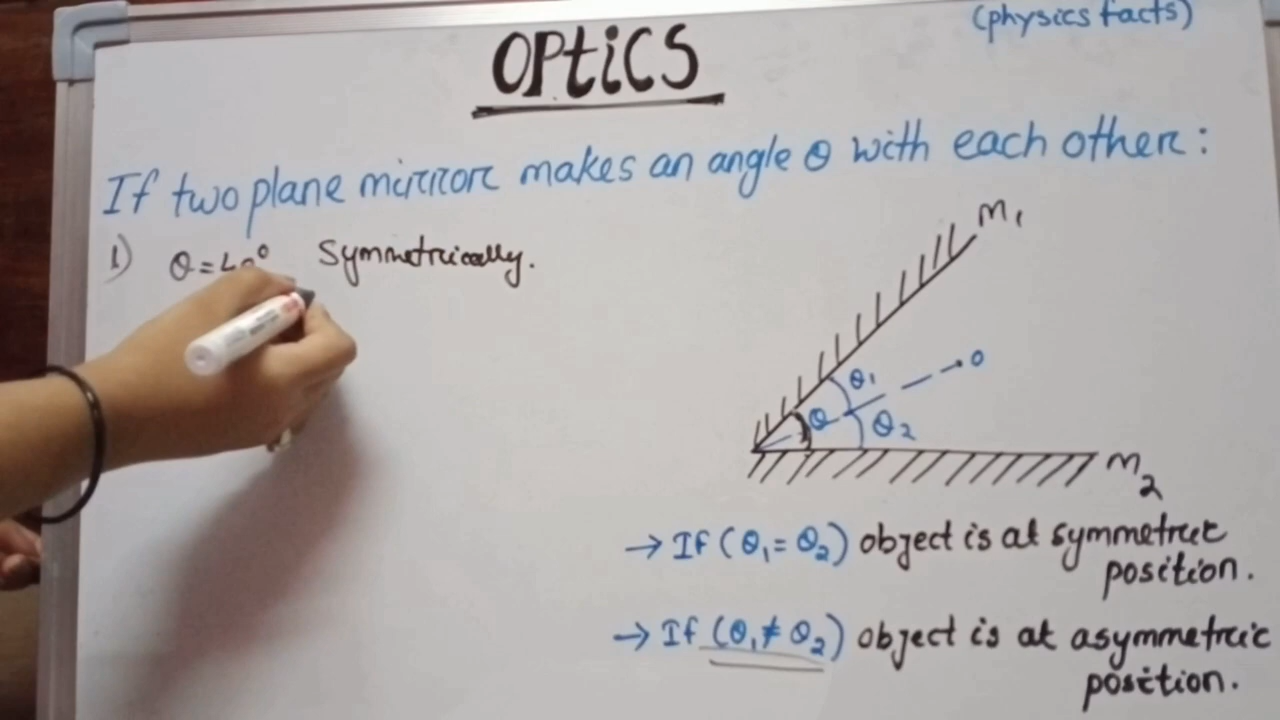 (physics facts)
OPtiCS
If two plane mirror makes an angle θ with each other:
1) θ = 40° Symmetrically.
M₁
θ₁
O
θ
θ₂
M₂
→ If (θ₁ = θ₂) object is at symmetric
position.
→ If (θ₁ ≠ θ₂) object is at asymmetric
position.